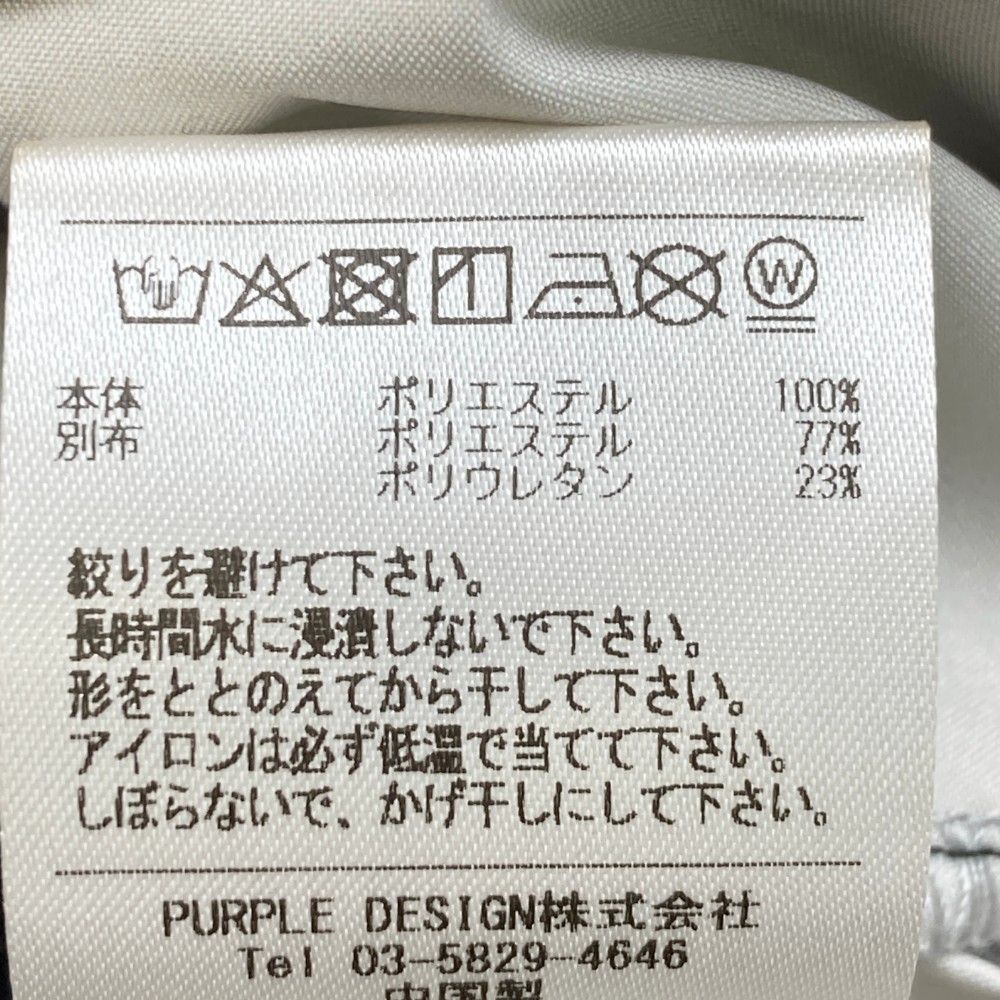 W
本体 ポリエステル 100%
別布 ポリエステル 77%
ポリウレタン 23%
絞りを避けて下さい。
長時間水に浸漬しないで下さい。
形をととのえてから干して下さい。
アイロンは必ず低温で当てて下さい。
しぼらないで、かげ干しにして下さい。
PURPLE DESIGN株式会社
Tel 03-5829-4646
中国製